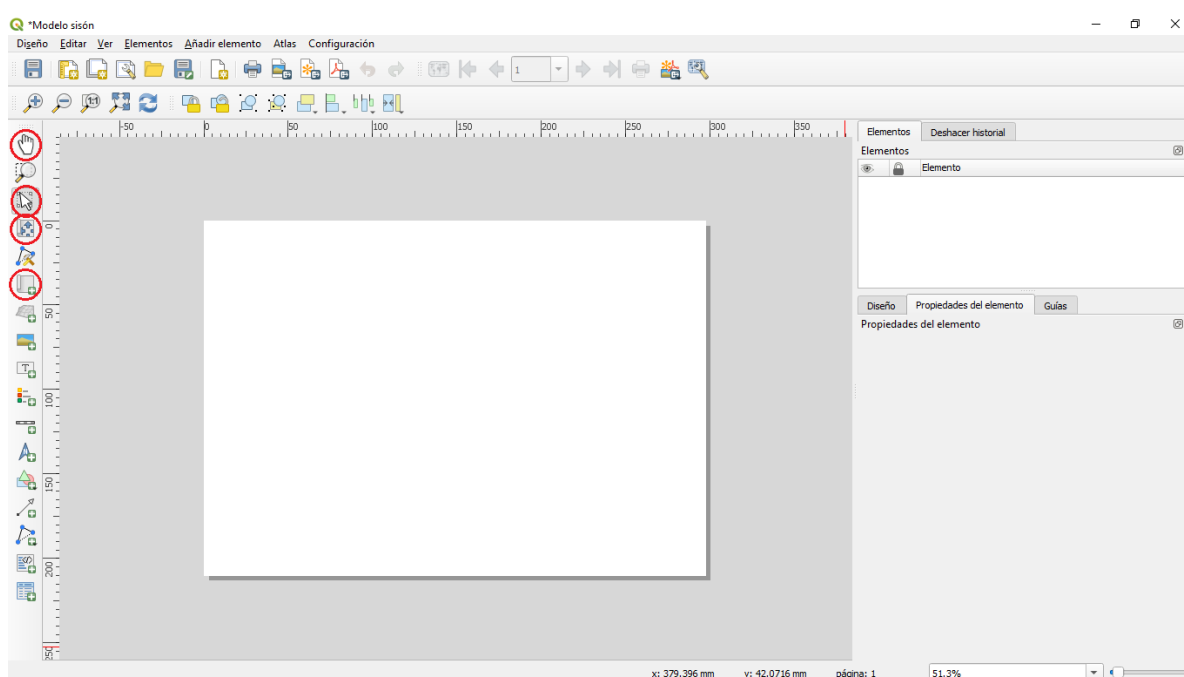 *Modelo sisón
Diseño Editar Ver Elementos Añadir elemento Atlas Configuración
1:1
1
-50 0 50 100 150 200 250 300 350
0
50
100
150
200
250
T
Elementos Deshacer historial
Elementos
Elemento
Diseño Propiedades del elemento Guías
Propiedades del elemento
x: 379.396 mm y: 42.0716 mm página: 1 51.3%